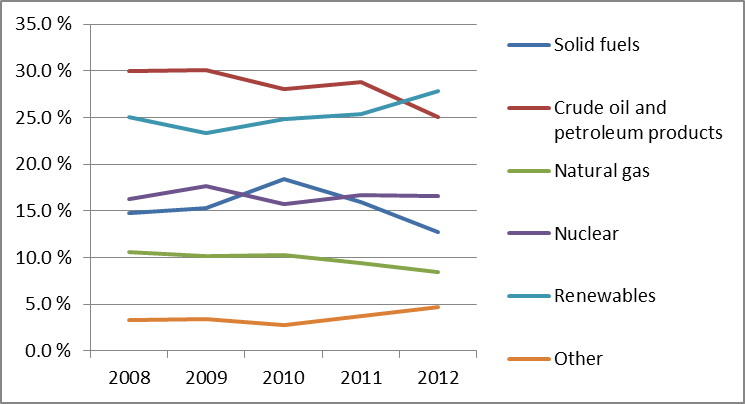 35.0 %
30.0 %
25.0 %
20.0 %
15.0 %
10.0 %
5.0 %
0.0 %
2008 2009 2010 2011 2012
Solid fuels
Crude oil and
petroleum products
Natural gas
Nuclear
Renewables
Other